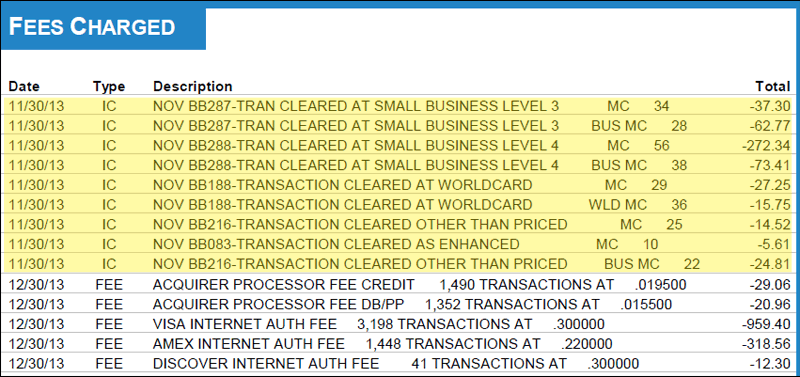 FEES CHARGED
Date Type Description Total
11/30/13 IC NOV BB287-TRAN CLEARED AT SMALL BUSINESS LEVEL 3 MC 34 -37.30
11/30/13 IC NOV BB287-TRAN CLEARED AT SMALL BUSINESS LEVEL 3 BUS MC 28 -62.77
11/30/13 IC NOV BB288-TRAN CLEARED AT SMALL BUSINESS LEVEL 4 MC 56 -272.34
11/30/13 IC NOV BB288-TRAN CLEARED AT SMALL BUSINESS LEVEL 4 BUS MC 38 -73.41
11/30/13 IC NOV BB188-TRANSACTION CLEARED AT WORLDCARD MC 29 -27.25
11/30/13 IC NOV BB188-TRANSACTION CLEARED AT WORLDCARD WLD MC 36 -15.75
11/30/13 IC NOV BB216-TRANSACTION CLEARED OTHER THAN PRICED MC 25 -14.52
11/30/13 IC NOV BB083-TRANSACTION CLEARED AS ENHANCED MC 10 -5.61
11/30/13 IC NOV BB216-TRANSACTION CLEARED OTHER THAN PRICED BUS MC 22 -24.81
12/30/13 FEE ACQUIRER PROCESSOR FEE CREDIT 1,490 TRANSACTIONS AT .019500 -29.06
12/30/13 FEE ACQUIRER PROCESSOR FEE DB/PP 1,352 TRANSACTIONS AT .015500 -20.96
12/30/13 FEE VISA INTERNET AUTH FEE 3,198 TRANSACTIONS AT .300000 -959.40
12/30/13 FEE AMEX INTERNET AUTH FEE 1,448 TRANSACTIONS AT .220000 -318.56
12/30/13 FEE DISCOVER INTERNET AUTH FEE 41 TRANSACTIONS AT .300000 -12.30